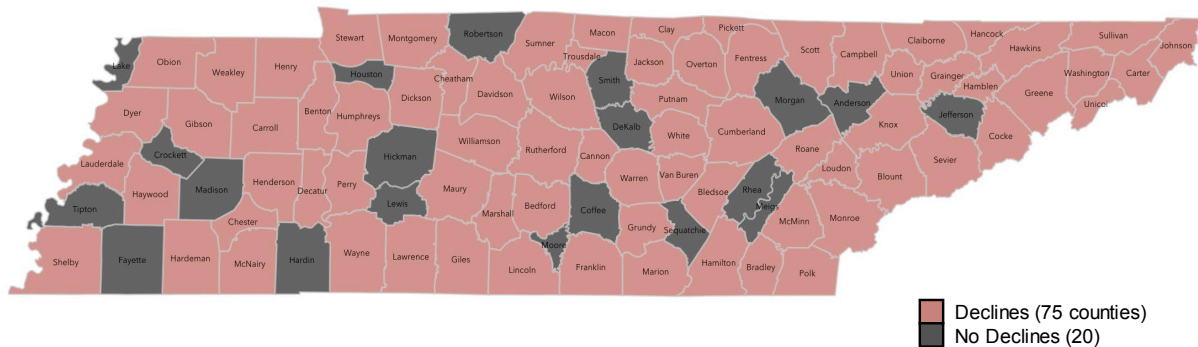 Pickett
Hancock
Sullivan
Stewart
Montgomery
Robertson
Sumner
Macon
Clay
Scott
Campbell
Claiborne
Hawkins
Johnson
Lake
Obion
Weakley
Henry
Houston
Trousdale
Jackson
Overton
Fentress
Union
Grainger
Hamblen
Washington
Carter
Cheatham
Smith
Dickson
Davidson
Wilson
Putnam
Morgan
Anderson
Greene
Unicoi
Dyer
Gibson
Carroll
Benton
Humphreys
DeKalb
White
Cumberland
Knox
Jefferson
Cocke
Crockett
Hickman
Williamson
Rutherford
Cannon
Roane
Lauderdale
Haywood
Madison
Henderson
Decatur
Perry
Lewis
Maury
Warren
Van Buren
Bledsoe
Rhea
Meigs
Loudon
Blount
Sevier
Tipton
Chester
Marshall
Bedford
Coffee
Grundy
Sequatchie
McMinn
Monroe
Shelby
Fayette
Hardeman
McNairy
Hardin
Wayne
Lawrence
Giles
Lincoln
Moore
Franklin
Marion
Hamilton
Bradley
Polk
Declines (75 counties)
No Declines (20)